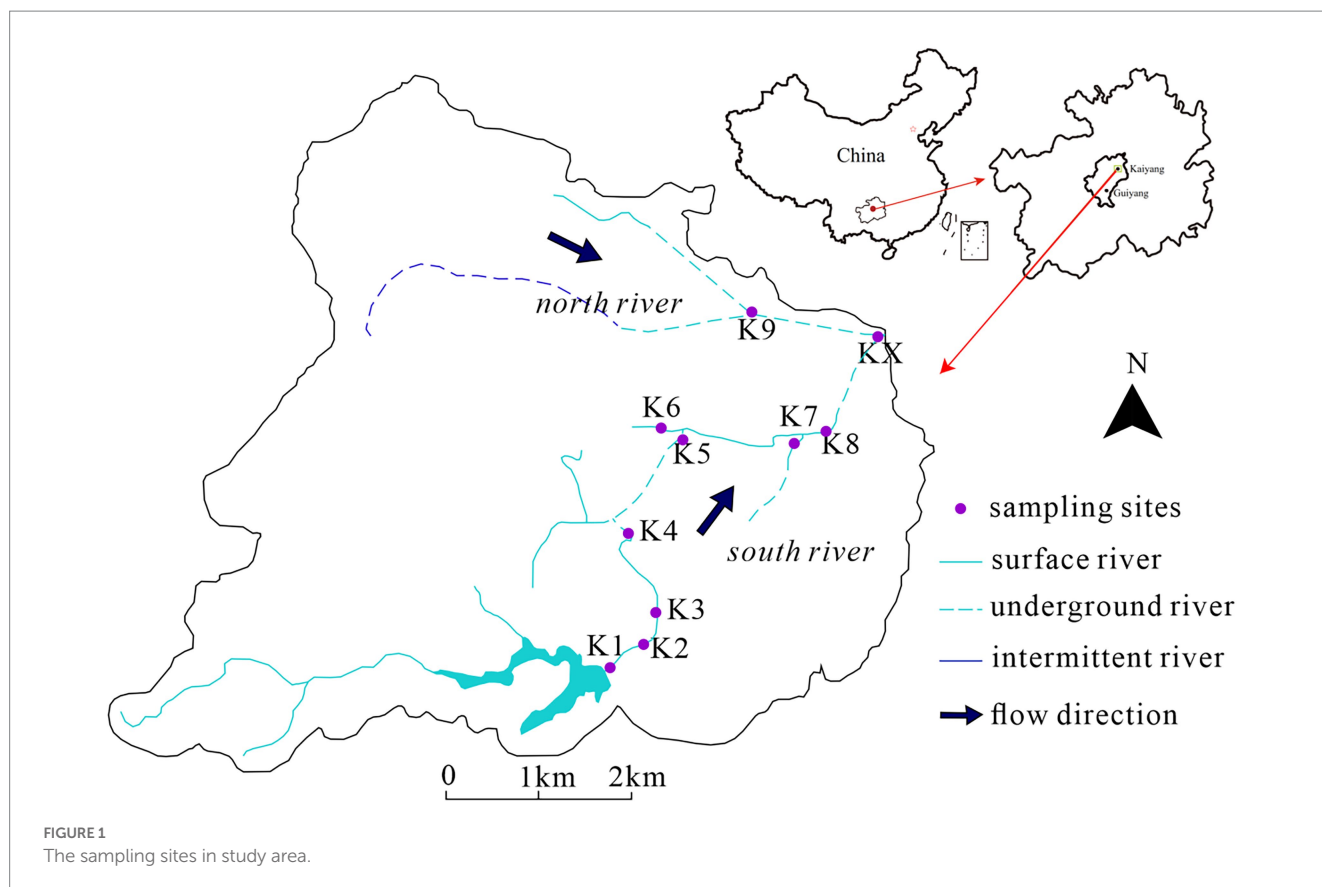 China
Kaiyang
Guiyang
north river
K9
KX
N
K6
K7
K5
K8
sampling sites
K4
south river
surface river
K3
underground river
K1
K2
intermittent river
flow direction
0 1km 2km
FIGURE 1
The sampling sites in study area.